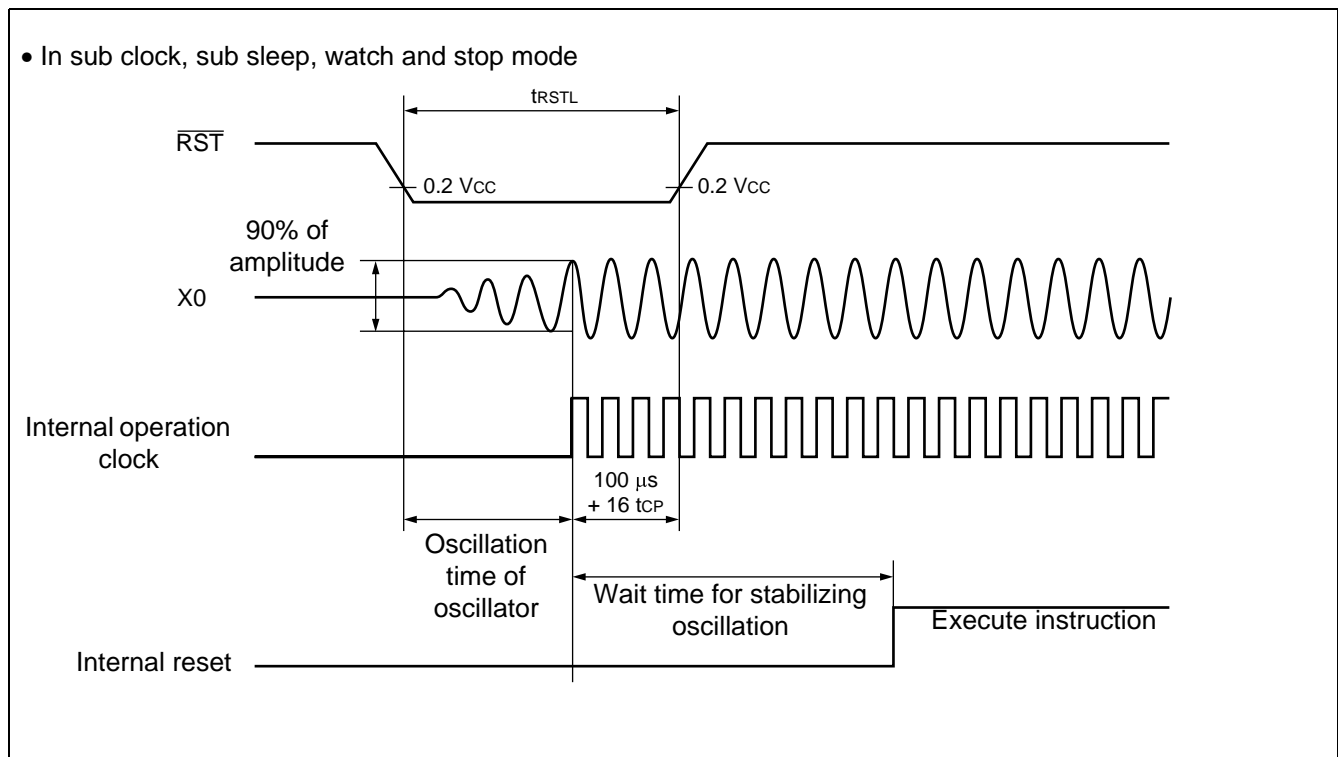 • In sub clock, sub sleep, watch and stop mode
tRSTL
RST
0.2 VCC
0.2 VCC
90% of
amplitude
X0
Internal operation
clock
100 μs
+ 16 tCP
Oscillation
time of
oscillator
Wait time for stabilizing
oscillation
Execute instruction
Internal reset